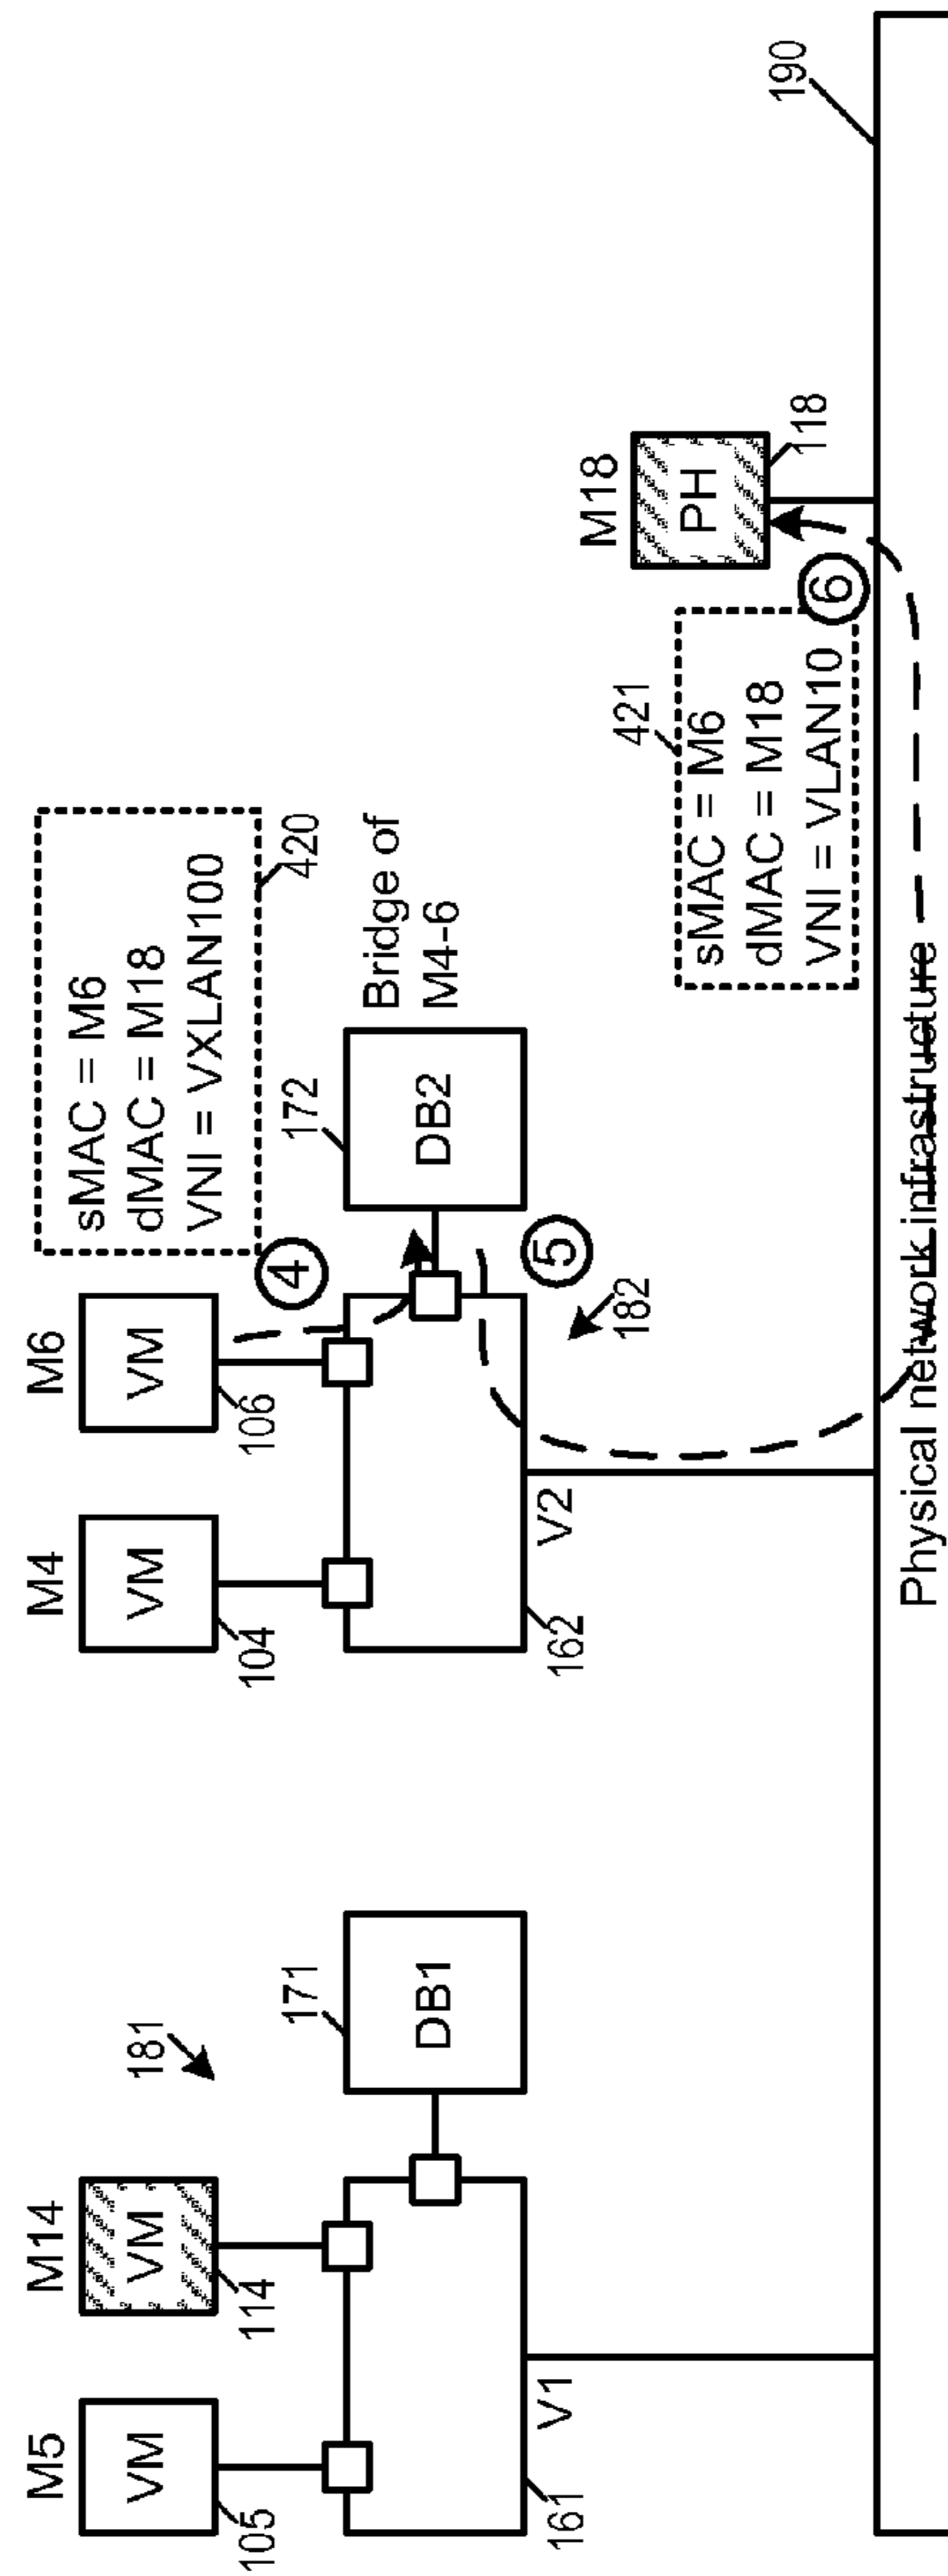 M5
VM
105
M14
VM
114
181
161
V1
171
DB1
M4
VM
104
M6
VM
106
④
sMAC = M6
dMAC = M18
VNI = VXLAN100
420
162
V2
172
DB2
Bridge of
M4-6
⑤
182
421
sMAC = M6
dMAC = M18
VNI = VLAN10
⑥
M18
PH
118
190
Physical network infrastructure